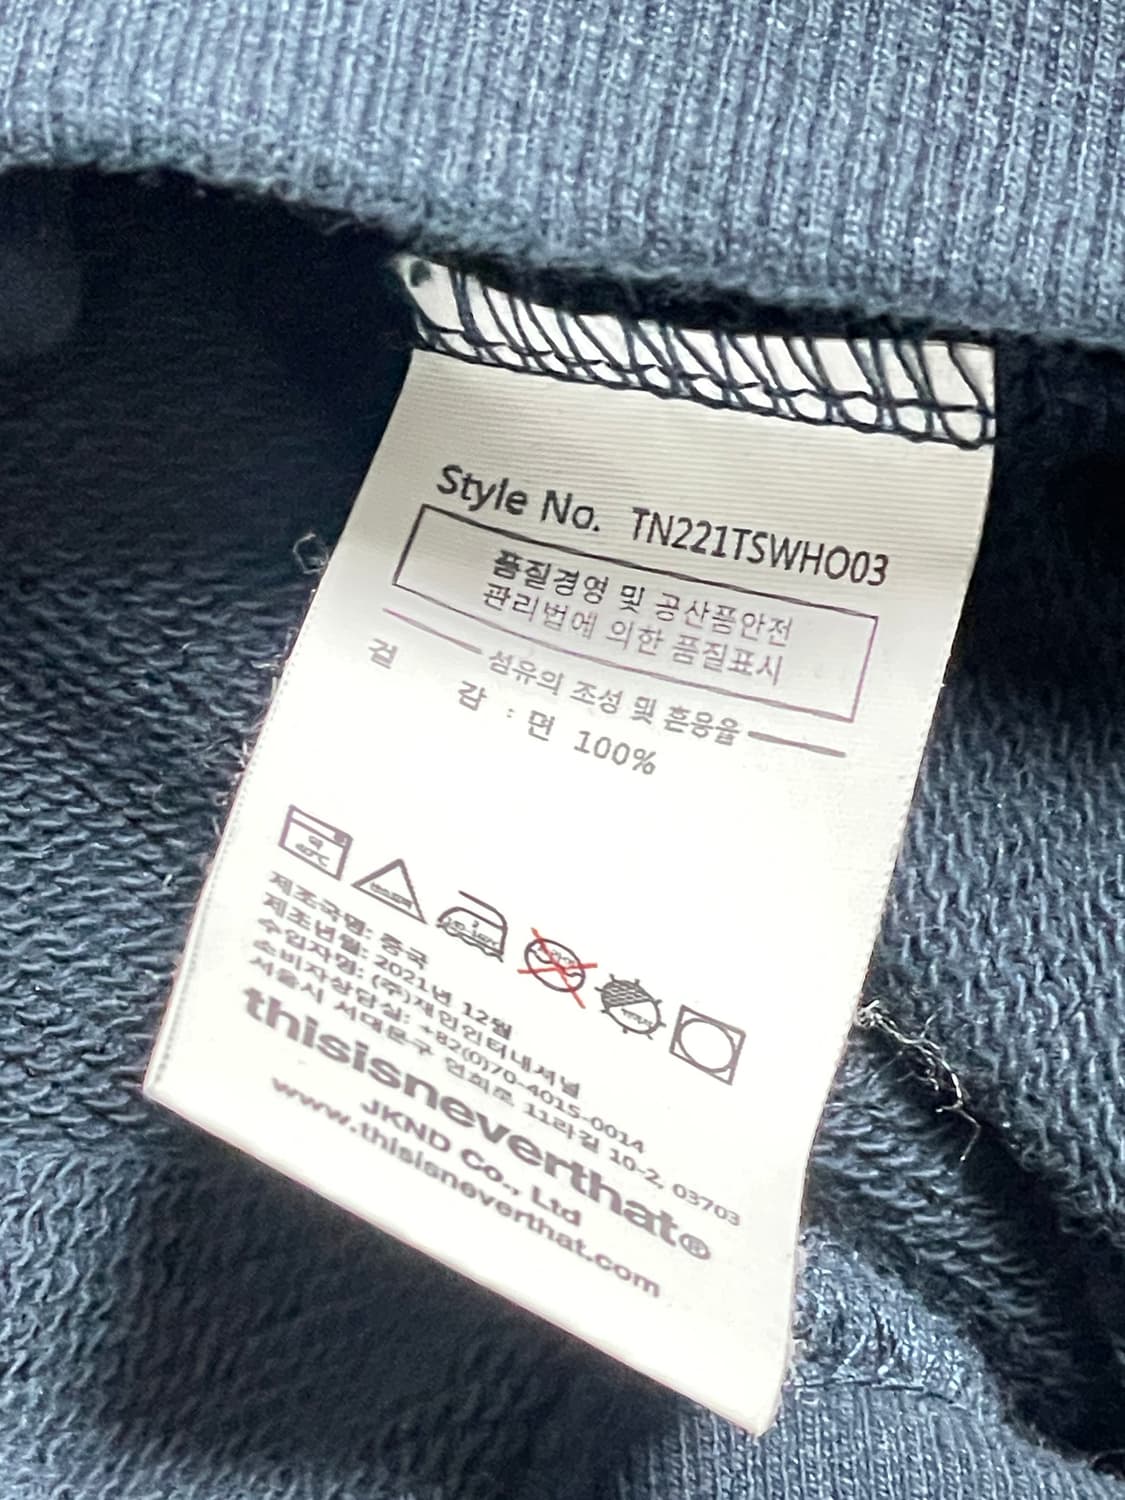 Style No. TN221TSWHO03
품질경영 및 공산품안전
관리법에 의한 품질표시
섬유의 조성 및 혼용율
겉 감 : 면 100%
약
40℃
제조국명: 중국
제조년월: 2021년 12월
수입자명: (주)제인인터내셔널
소비자상담실: +82(0)70-4015-0014
서울시 서대문구 연희로 11라길 10-2, 03703
thisisneverthat®
JKND Co., Ltd
www.thisisneverthat.com